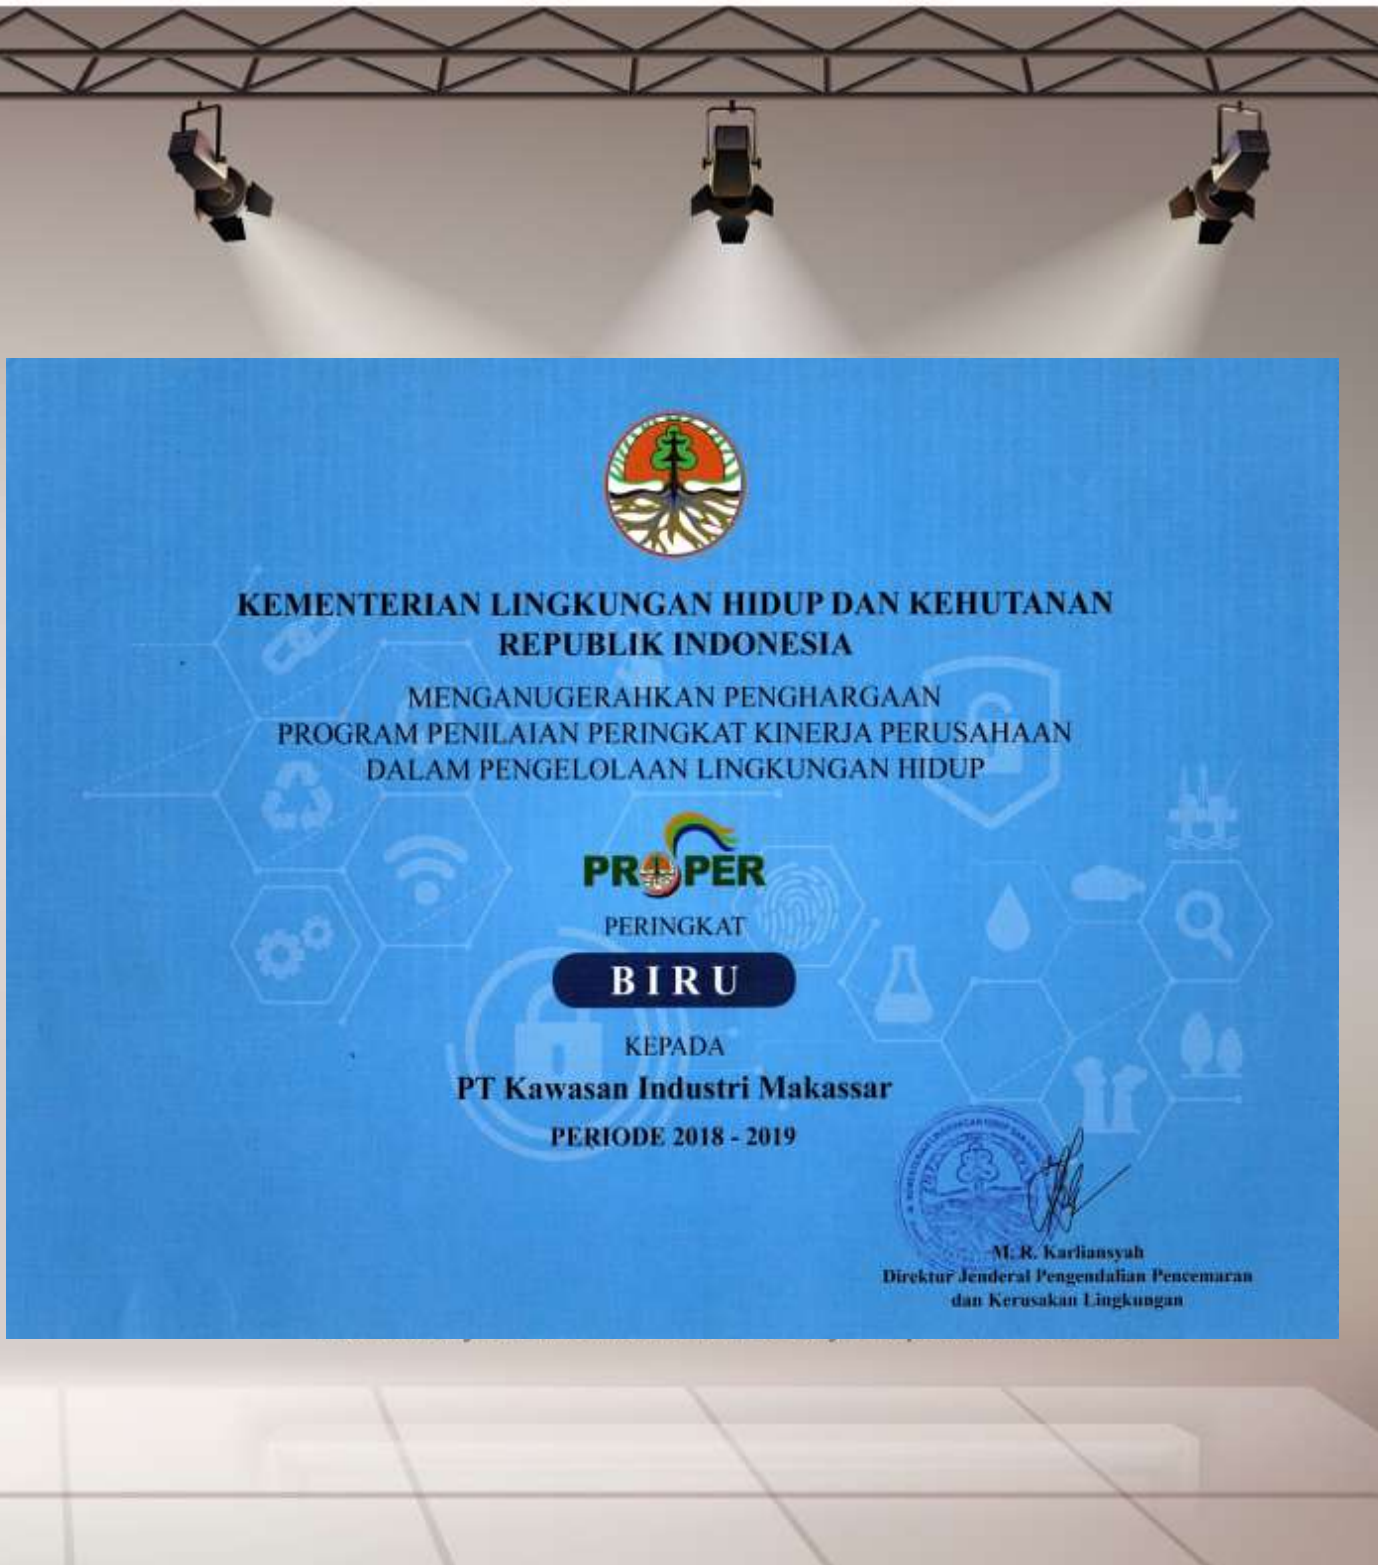 KEMENTERIAN LINGKUNGAN HIDUP DAN KEHUTANAN
REPUBLIK INDONESIA
MENGANUGERAHKAN PENGHARGAAN
PROGRAM PENILAIAN PERINGKAT KINERJA PERUSAHAAN
DALAM PENGELOLAAN LINGKUNGAN HIDUP
PROPER
PERINGKAT
BIRU
KEPADA
PT Kawasan Industri Makassar
PERIODE 2018 - 2019
M. R. Karliansyah
Direktur Jenderal Pengendalian Pencemaran
dan Kerusakan Lingkungan